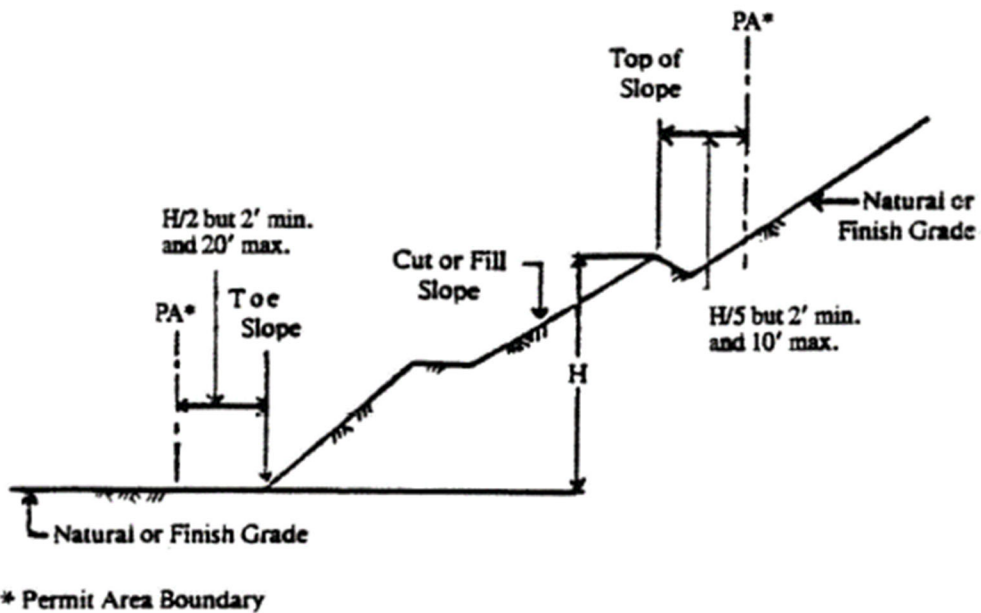 PA*
Top of
Slope
H/2 but 2' min.
and 20' max.
Natural or
Finish Grade
Cut or Fill
Slope
Toe
Slope
PA*
H/5 but 2' min.
and 10' max.
H
Natural or Finish Grade
* Permit Area Boundary